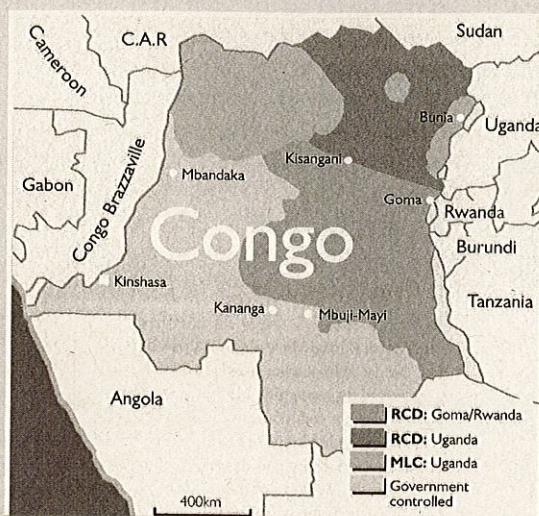 Cameroon
C.A.R
Sudan
Bunia
Uganda
Kisangani
Mbandaka
Gabon
Congo Brazzaville
Goma
Rwanda
Congo
Burundi
Kinshasa
Tanzania
Kananga
Mbuji-Mayi
Angola
RCD: Goma/Rwanda
RCD: Uganda
MLC: Uganda
Government
controlled
400km